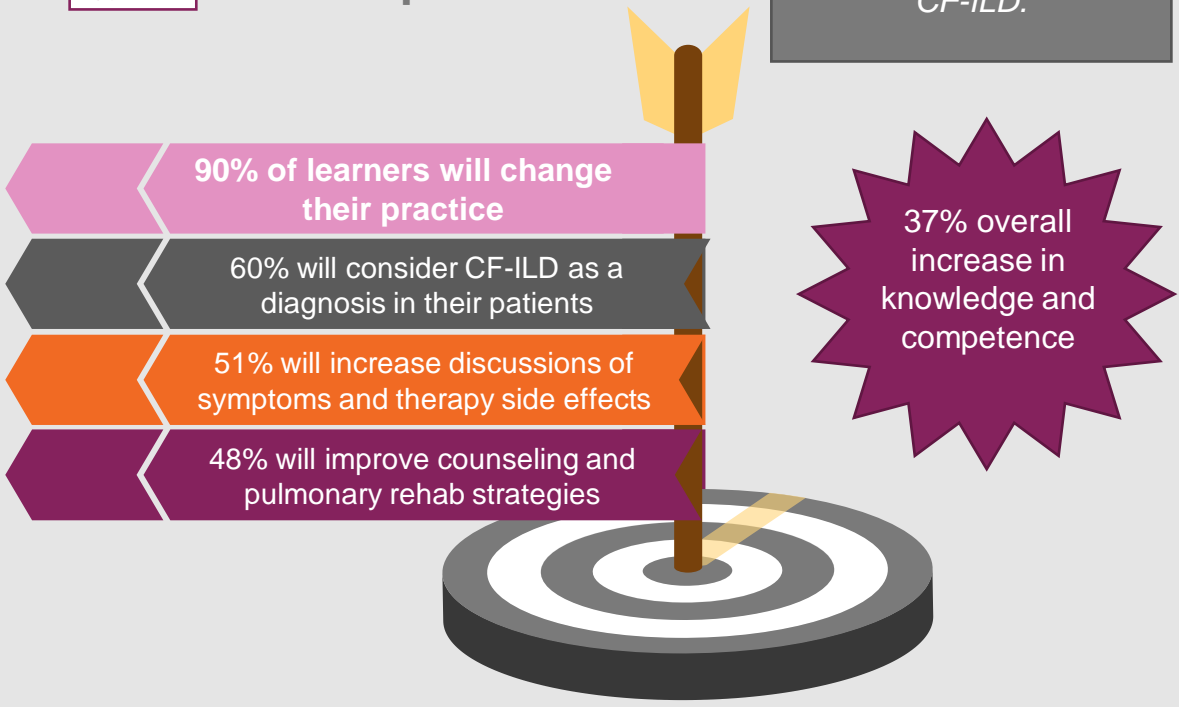 CF-ILD.
90% of learners will change
their practice
60% will consider CF-ILD as a
diagnosis in their patients
51% will increase discussions of
symptoms and therapy side effects
48% will improve counseling and
pulmonary rehab strategies
37% overall
increase in
knowledge and
competence